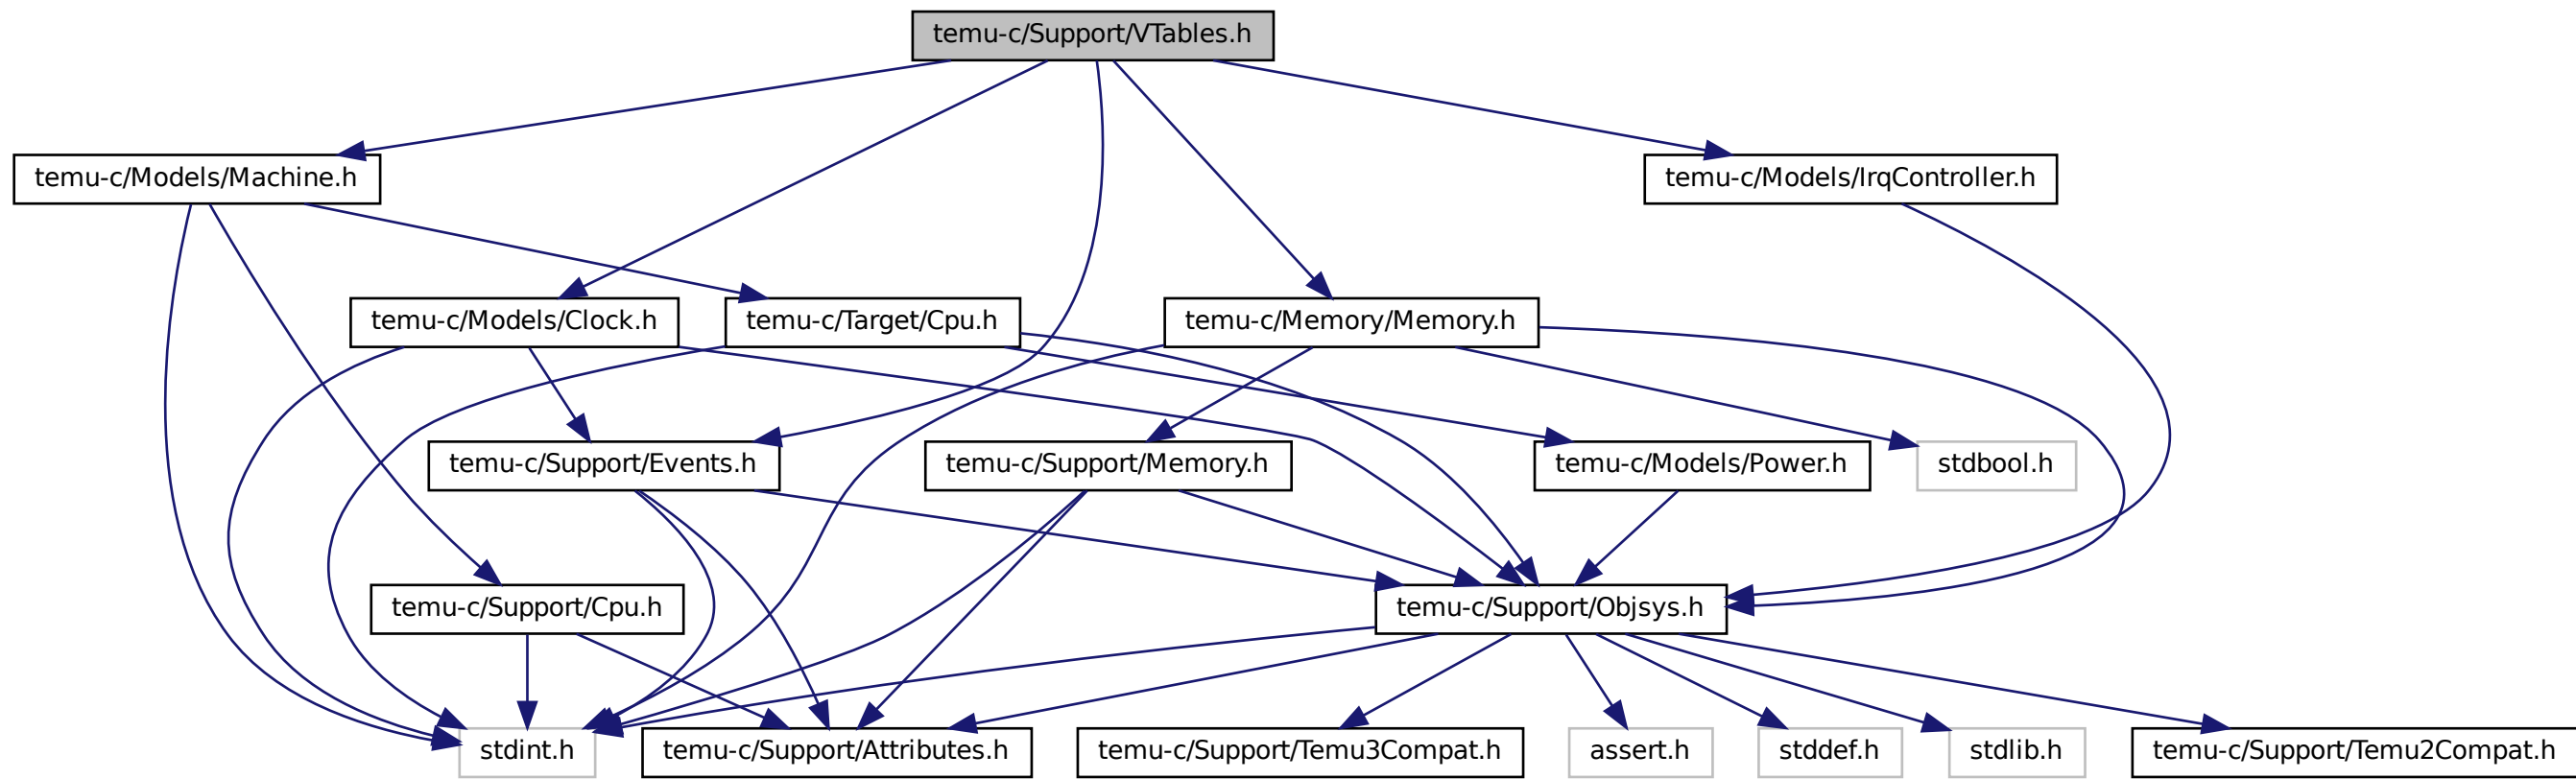 temu-c/Support/VTables.h
temu-c/Models/Machine.h
temu-c/Models/IrqController.h
temu-c/Models/Clock.h
temu-c/Target/Cpu.h
temu-c/Memory/Memory.h
temu-c/Support/Events.h
temu-c/Support/Memory.h
temu-c/Models/Power.h
stdbool.h
temu-c/Support/Cpu.h
temu-c/Support/Objsys.h
stdint.h
temu-c/Support/Attributes.h
temu-c/Support/Temu3Compat.h
assert.h
stddef.h
stdlib.h
temu-c/Support/Temu2Compat.h